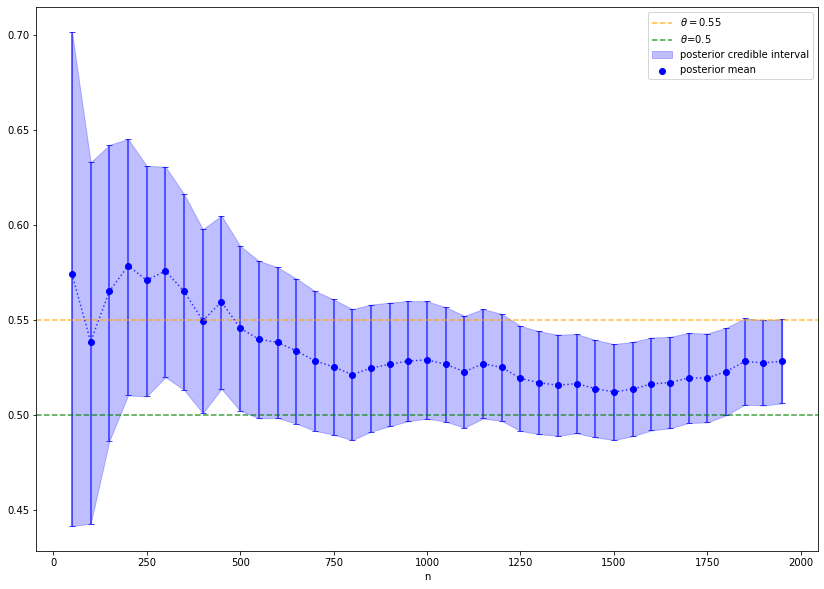 θ = 0.55
θ=0.5
posterior credible interval
posterior mean
0.70
0.65
0.60
0.55
0.50
0.45
0 250 500 750 1000 1250 1500 1750 2000
n